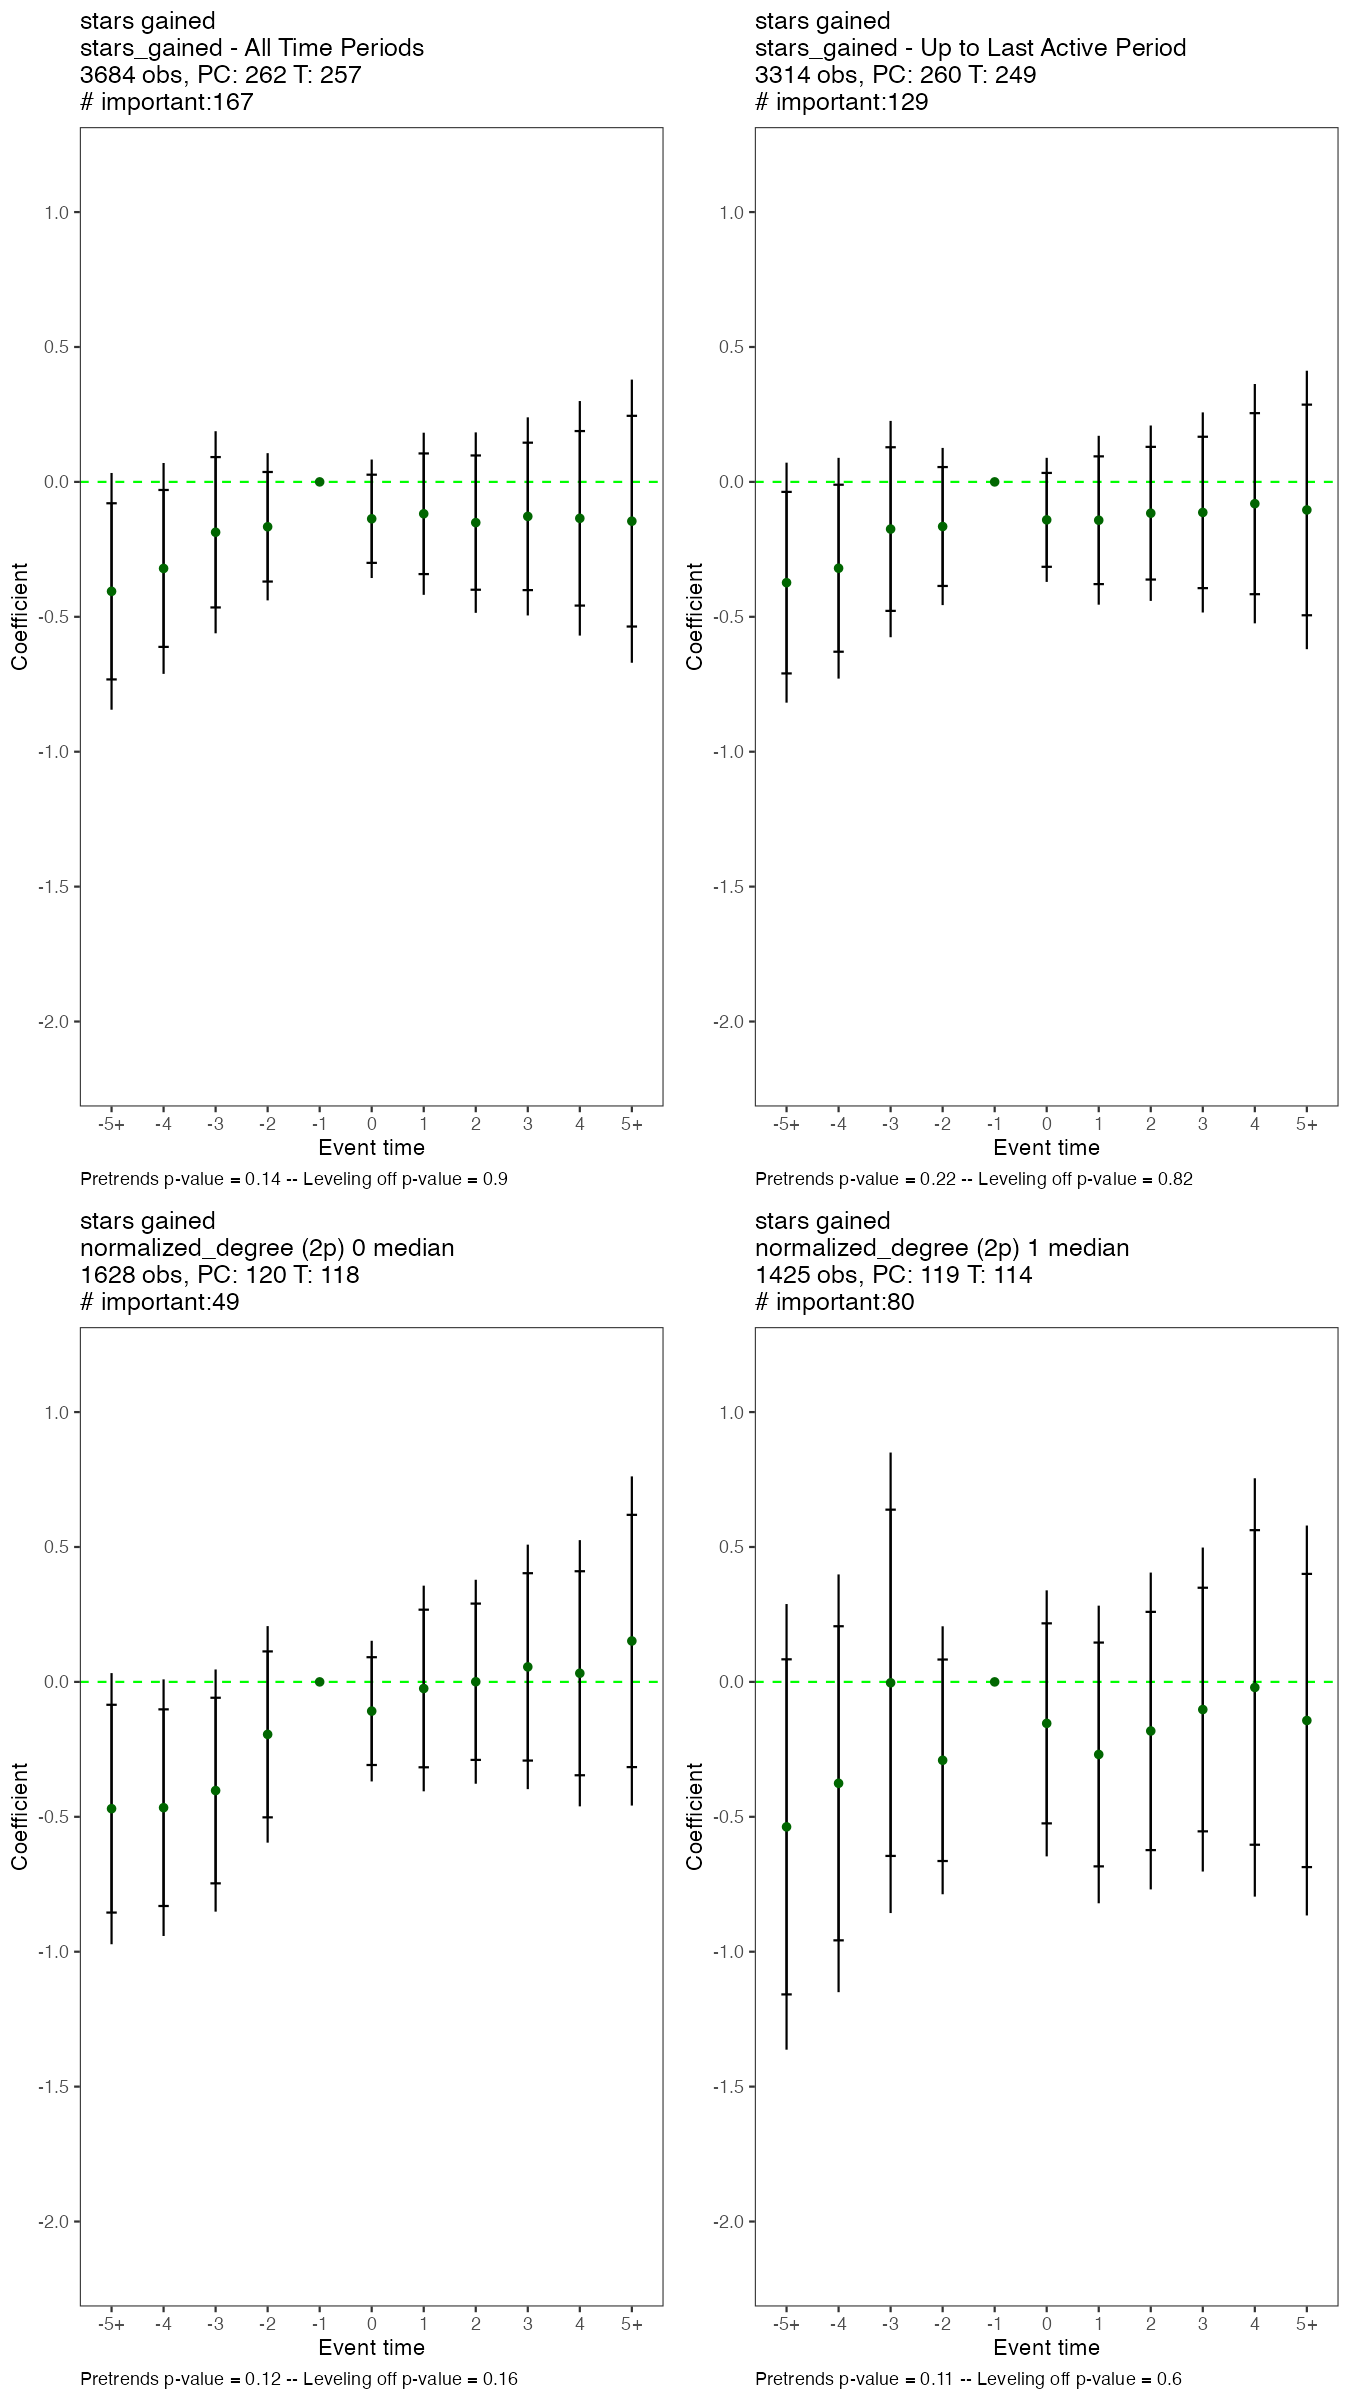 stars gained
stars_gained - All Time Periods
3684 obs, PC: 262 T: 257
# important:167
1.0
0.5
0.0
-0.5
-1.0
-1.5
-2.0
Coefficient
-5+ -4 -3 -2 -1 0 1 2 3 4 5+
Event time
Pretrends p-value = 0.14 -- Leveling off p-value = 0.9
stars gained
stars_gained - Up to Last Active Period
3314 obs, PC: 260 T: 249
# important:129
1.0
0.5
0.0
-0.5
-1.0
-1.5
-2.0
Coefficient
-5+ -4 -3 -2 -1 0 1 2 3 4 5+
Event time
Pretrends p-value = 0.22 -- Leveling off p-value = 0.82
stars gained
normalized_degree (2p) 0 median
1628 obs, PC: 120 T: 118
# important:49
1.0
0.5
0.0
-0.5
-1.0
-1.5
-2.0
Coefficient
-5+ -4 -3 -2 -1 0 1 2 3 4 5+
Event time
Pretrends p-value = 0.12 -- Leveling off p-value = 0.16
stars gained
normalized_degree (2p) 1 median
1425 obs, PC: 119 T: 114
# important:80
1.0
0.5
0.0
-0.5
-1.0
-1.5
-2.0
Coefficient
-5+ -4 -3 -2 -1 0 1 2 3 4 5+
Event time
Pretrends p-value = 0.11 -- Leveling off p-value = 0.6